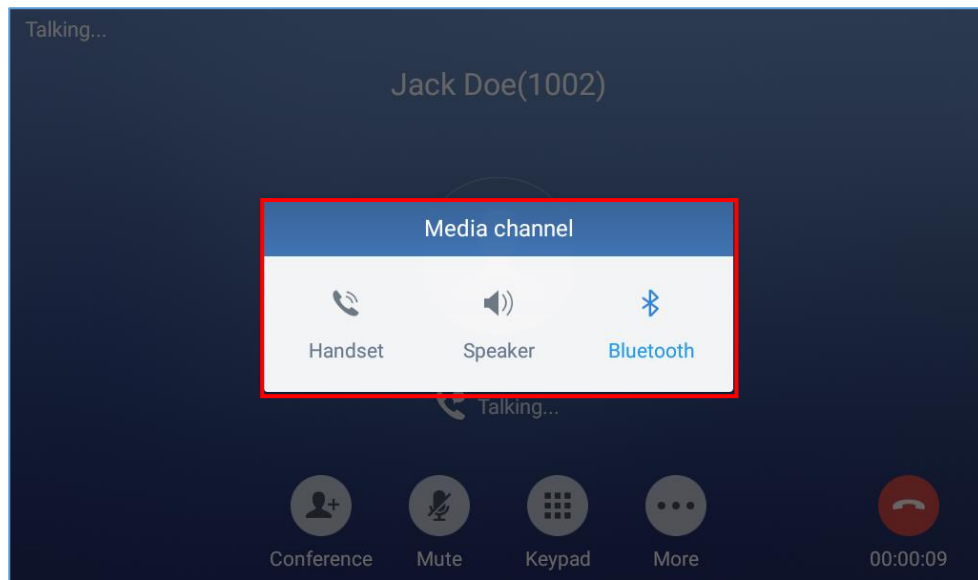 Talking...
Jack Doe(1002)
Media channel
Handset Speaker Bluetooth
Talking...
Conference Mute Keypad More 00:00:09